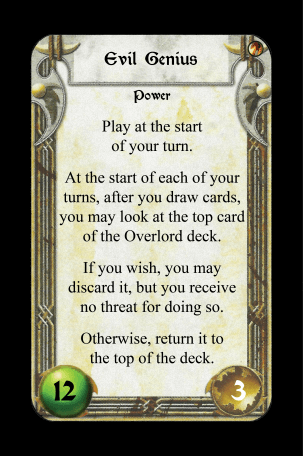 Evil Genius
Power
Play at the start
of your turn.
At the start of each of your
turns, after you draw cards,
you may look at the top card
of the Overlord deck.
If you wish, you may
discard it, but you receive
no threat for doing so.
Otherwise, return it to
the top of the deck.
12
3